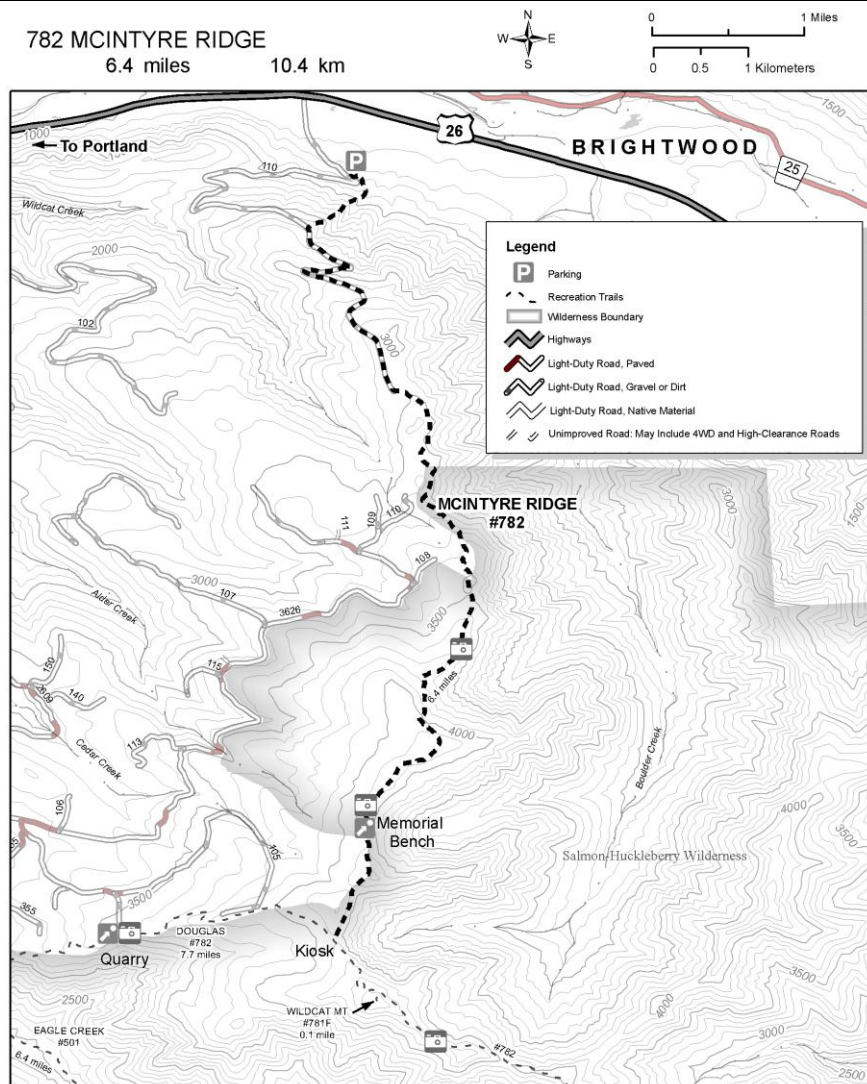 782 MCINTYRE RIDGE
6.4 miles 10.4 km
N
W E
S
0 1 Miles
0 0.5 1 Kilometers
To Portland
1000
26
BRIGHTWOOD
1500
25
110
Wildcat Creek
2000
102
3000
Legend
P Parking
Recreation Trails
Wilderness Boundary
Highways
Light-Duty Road, Paved
Light-Duty Road, Gravel or Dirt
Light-Duty Road, Native Material
Unimproved Road: May Include 4WD and High-Clearance Roads
P
MCINTYRE RIDGE
#782
3000
1500
111
109
110
108
3000
107
3626
3500
Alder Creek
115
150
140
2609
6.4 miles
113
Cedar Creek
4000
Boulder Creek
106
Memorial
Bench
4000
3500
105
Salmon-Huckleberry Wilderness
3500
355
DOUGLAS
#782
7.7 miles
Quarry
Kiosk
2500
WILDCAT MT
#781F
0.1 mile
3500
4000
EAGLE CREEK
#501
6.4 miles
#782
3000
2500